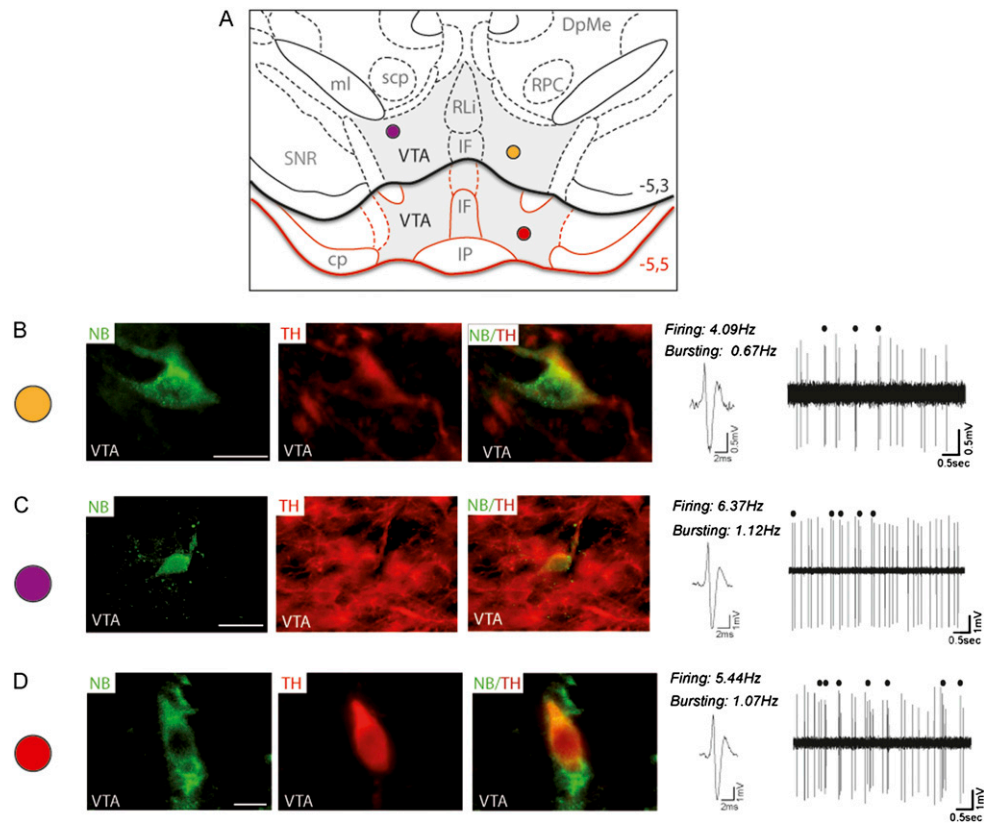 A
DpMe
ml
scp
RPC
RLi
SNR
VTA
IF
-5,3
VTA
IF
cp
IP
-5,5
B
NB
TH
NB/TH
Firing: 4.09Hz
Bursting: 0.67Hz
VTA
VTA
VTA
2ms
0.5mV
0.5sec
0.5mV
C
NB
TH
NB/TH
Firing: 6.37Hz
Bursting: 1.12Hz
VTA
VTA
VTA
2ms
1mV
0.5sec
1mV
D
NB
TH
NB/TH
Firing: 5.44Hz
Bursting: 1.07Hz
VTA
VTA
VTA
2ms
1mV
0.5sec
1mV